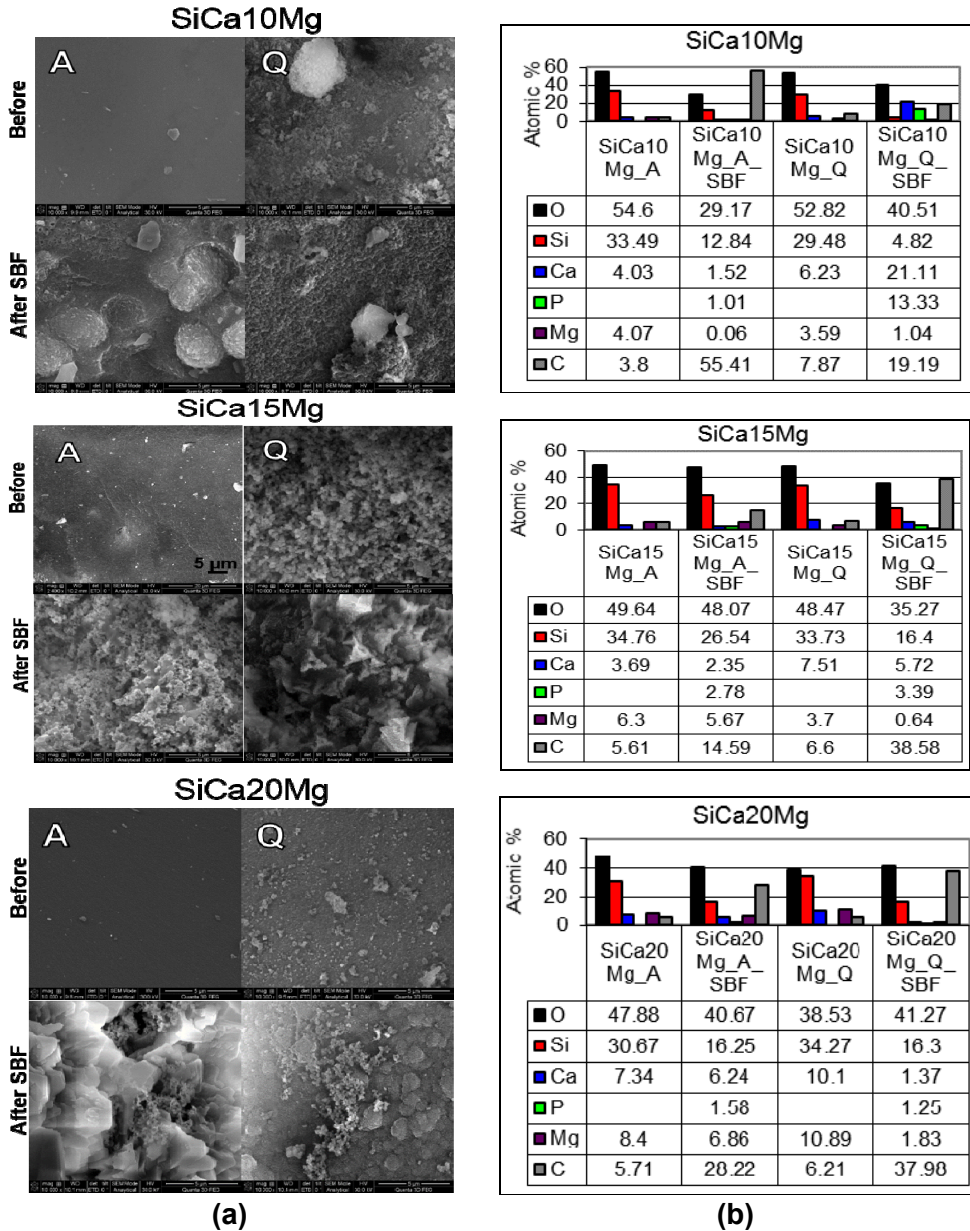 SiCa10Mg
A
Q
Before
After SBF
SiCa15Mg
A
Q
Before
5 µm
After SBF
SiCa20Mg
A
Q
Before
After SBF
(a)
SiCa10Mg
Atomic %
60
40
20
0
SiCa10 Mg_A SiCa10 Mg_A_ SBF SiCa10 Mg_Q SiCa10 Mg_Q_ SBF
O 54.6 29.17 52.82 40.51
Si 33.49 12.84 29.48 4.82
Ca 4.03 1.52 6.23 21.11
P 1.01 13.33
Mg 4.07 0.06 3.59 1.04
C 3.8 55.41 7.87 19.19
SiCa15Mg
Atomic %
60
40
20
0
SiCa15 Mg_A SiCa15 Mg_A_ SBF SiCa15 Mg_Q SiCa15 Mg_Q_ SBF
O 49.64 48.07 48.47 35.27
Si 34.76 26.54 33.73 16.4
Ca 3.69 2.35 7.51 5.72
P 2.78 3.39
Mg 6.3 5.67 3.7 0.64
C 5.61 14.59 6.6 38.58
SiCa20Mg
Atomic %
60
40
20
0
SiCa20 Mg_A SiCa20 Mg_A_ SBF SiCa20 Mg_Q SiCa20 Mg_Q_ SBF
O 47.88 40.67 38.53 41.27
Si 30.67 16.25 34.27 16.3
Ca 7.34 6.24 10.1 1.37
P 1.58 1.25
Mg 8.4 6.86 10.89 1.83
C 5.71 28.22 6.21 37.98
(b)